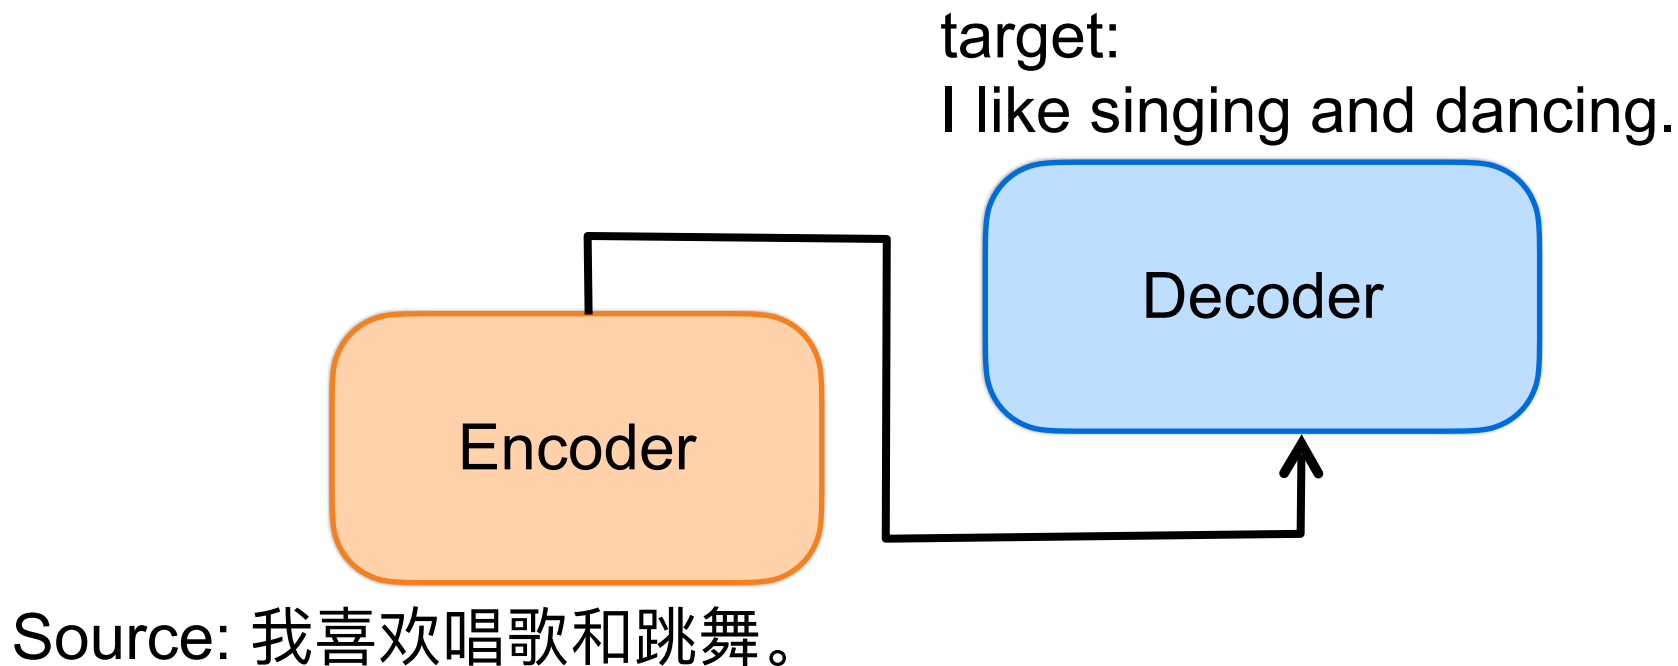 target:
I like singing and dancing.
Decoder
Encoder
Source: 我喜欢唱歌和跳舞。